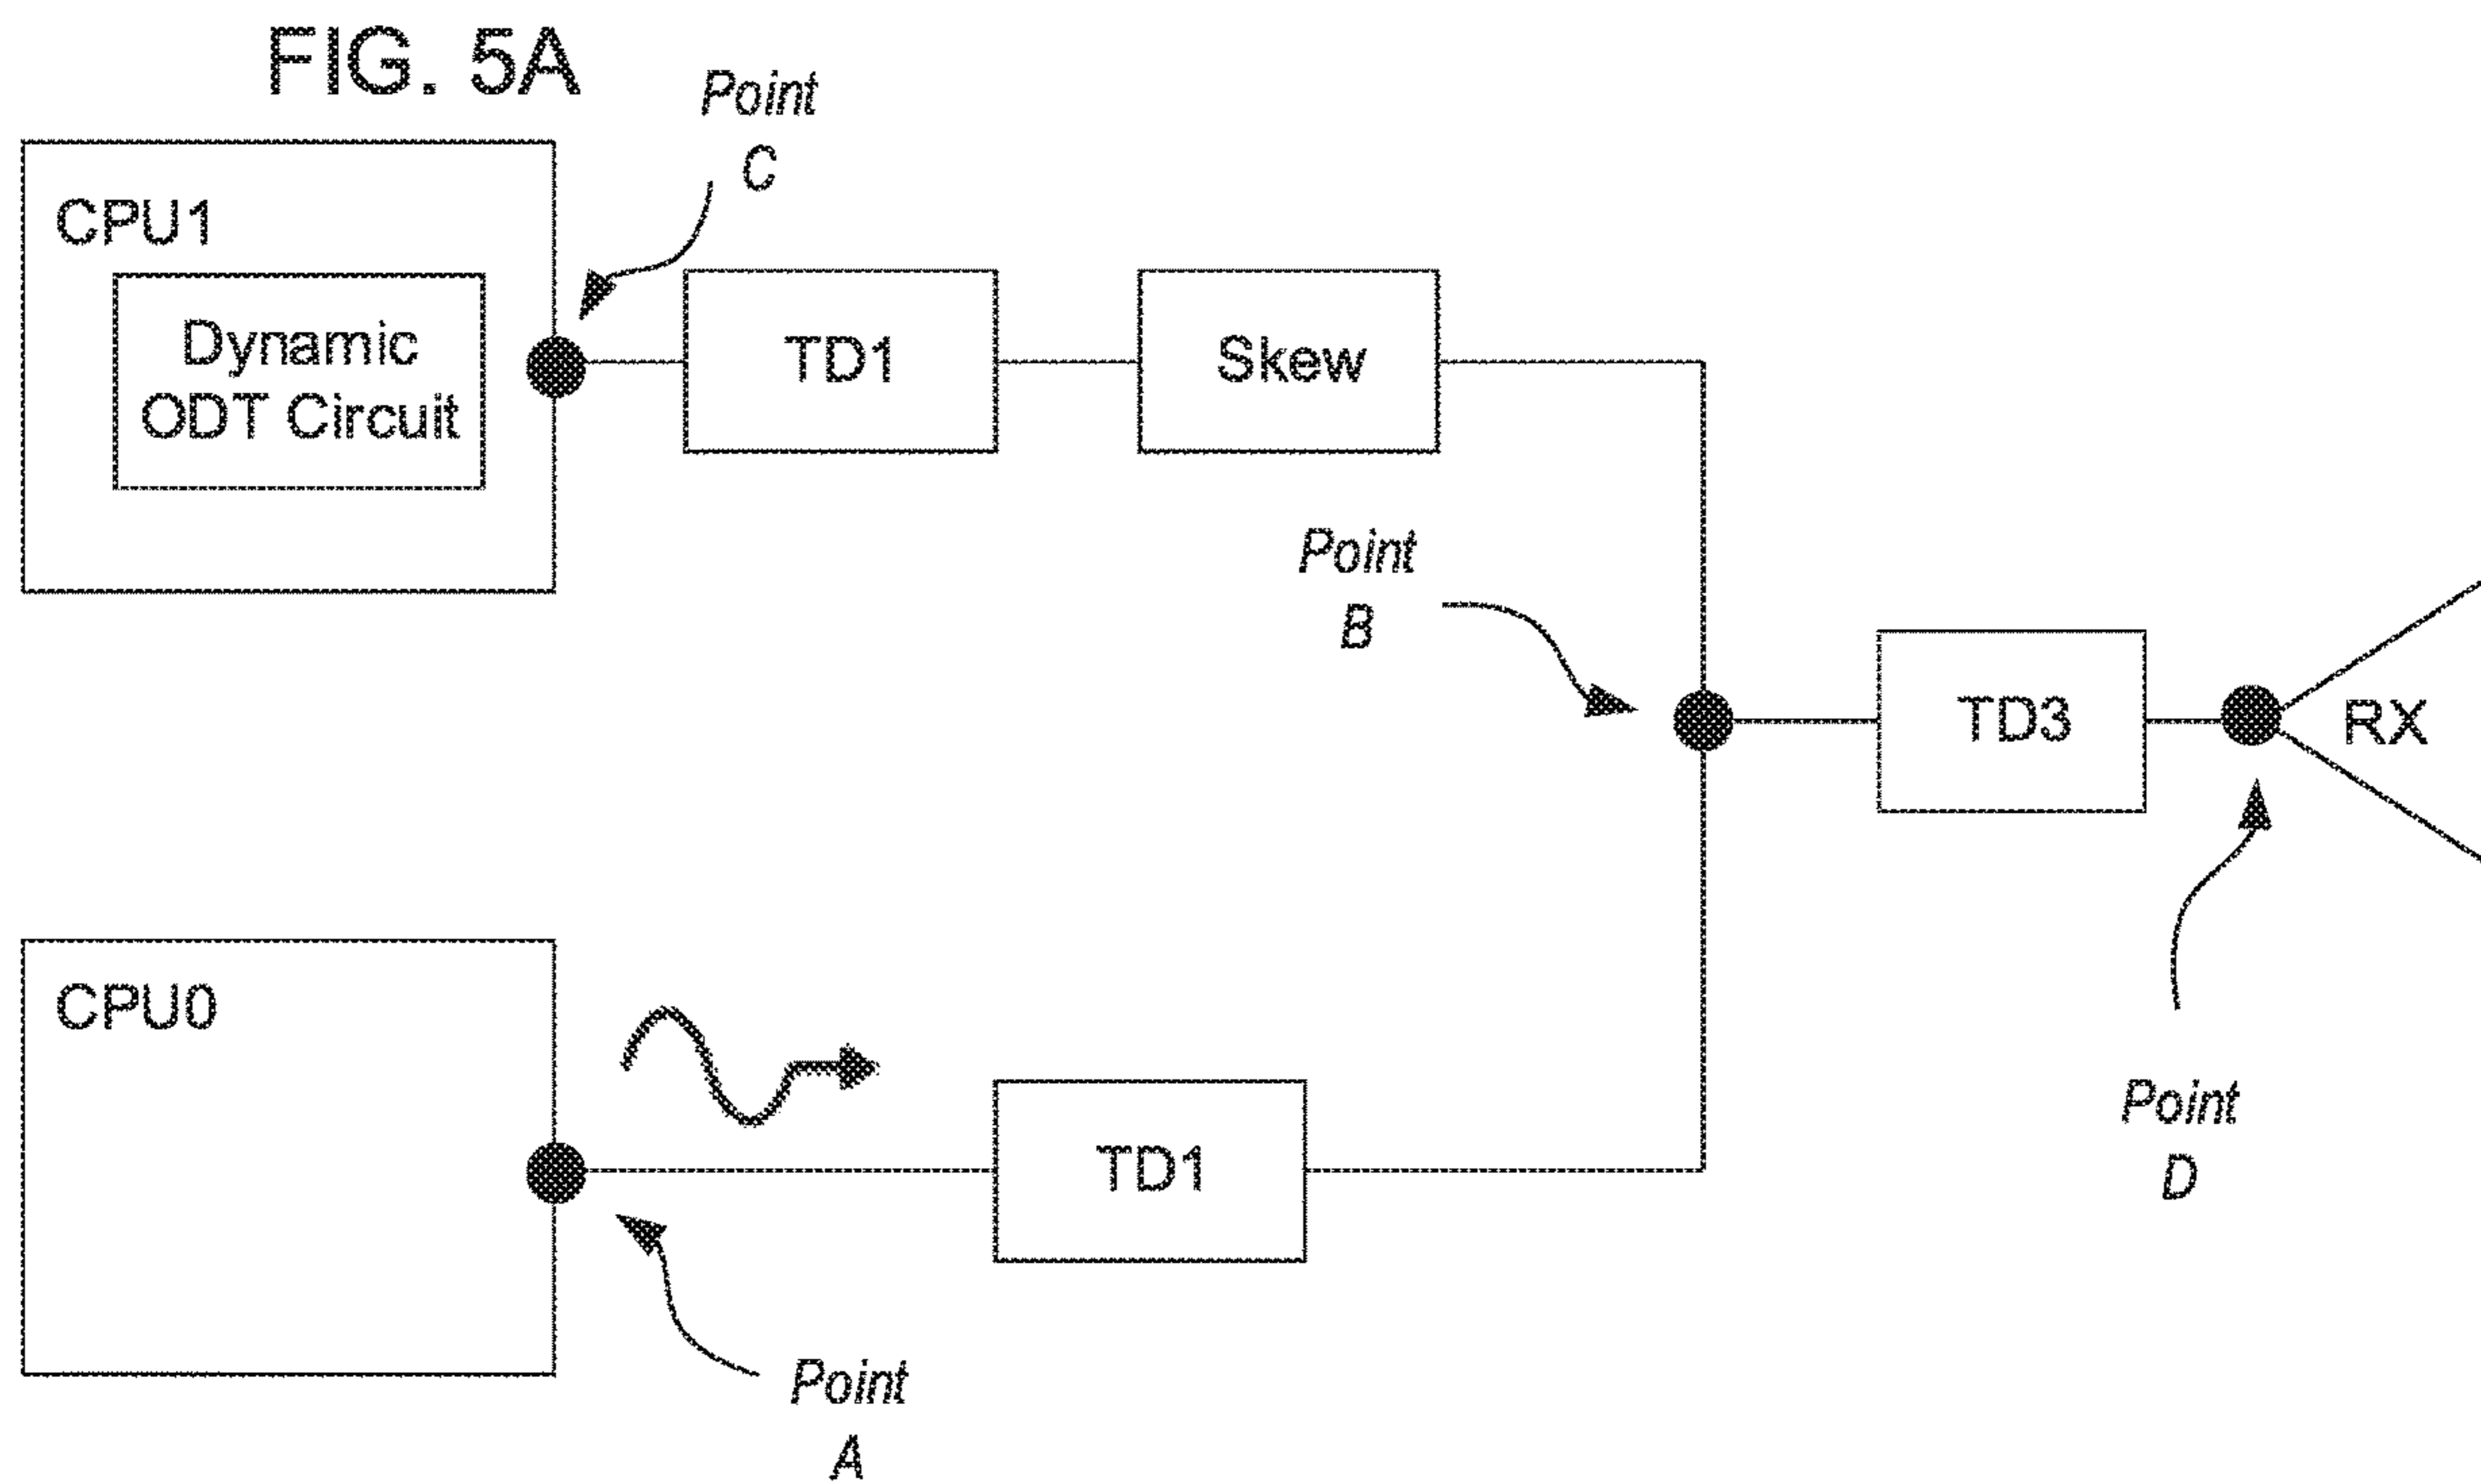 FIG. 5A
Point
C
CPU1
Dynamic
ODT Circuit
TD1
Skew
Point
B
TD3
RX
CPU0
TD1
Point
D
Point
A